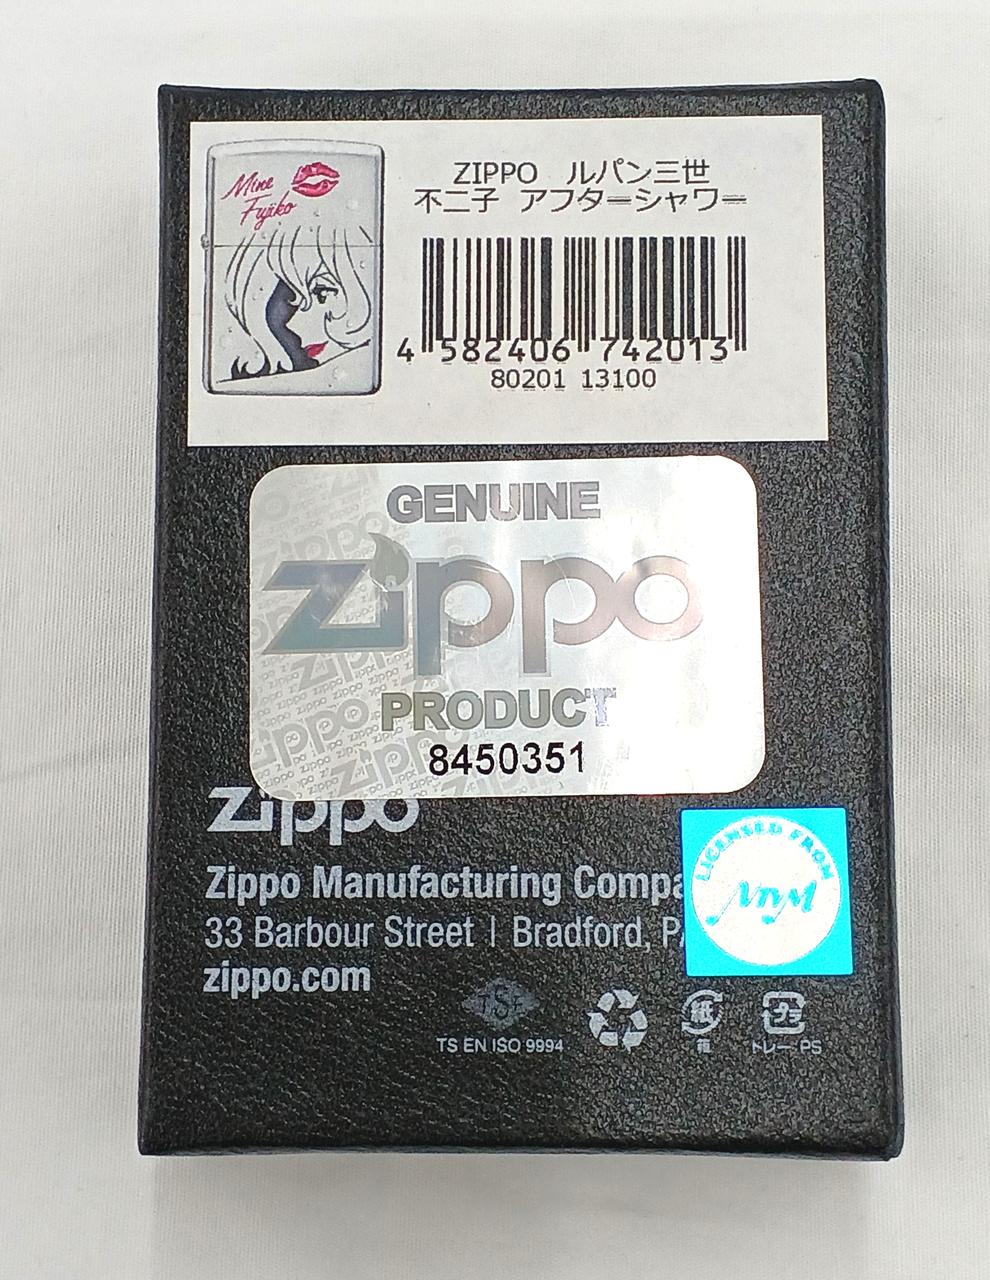 Mine
Fujiko
ZIPPO ルパン三世
不二子 アフターシャワー
4 582406 742013
80201 13100
GENUINE
zippo
PRODUCT
8450351
zippo
Zippo Manufacturing Compa
33 Barbour Street | Bradford, PA
zippo.com
LICENSED FROM
TSE
TS EN ISO 9994
紙
箱
プラ
トレー・PS